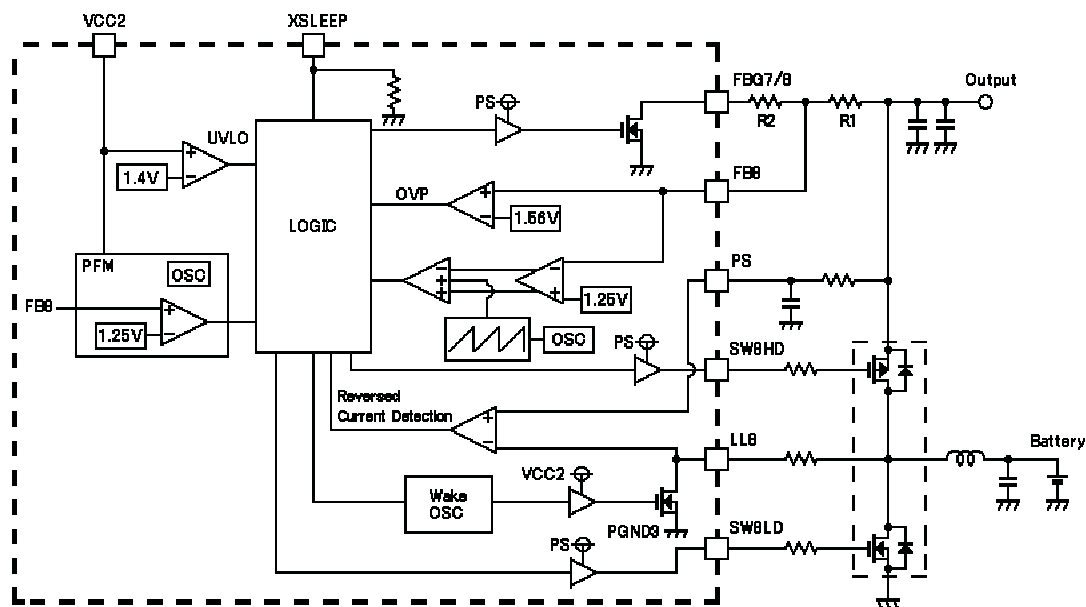 VCC2
XSLEEP
FBG7/8
Output
PS
R2
R1
UVLO
1.4V
FB8
OVP
1.56V
LOGIC
PFM
OSC
PS
FB8
1.25V
1.25V
OSC
PS
SW8HD
Reversed
Current Detection
LL8
Battery
VCC2
Wake
OSC
PGND3
SW8LD
PS